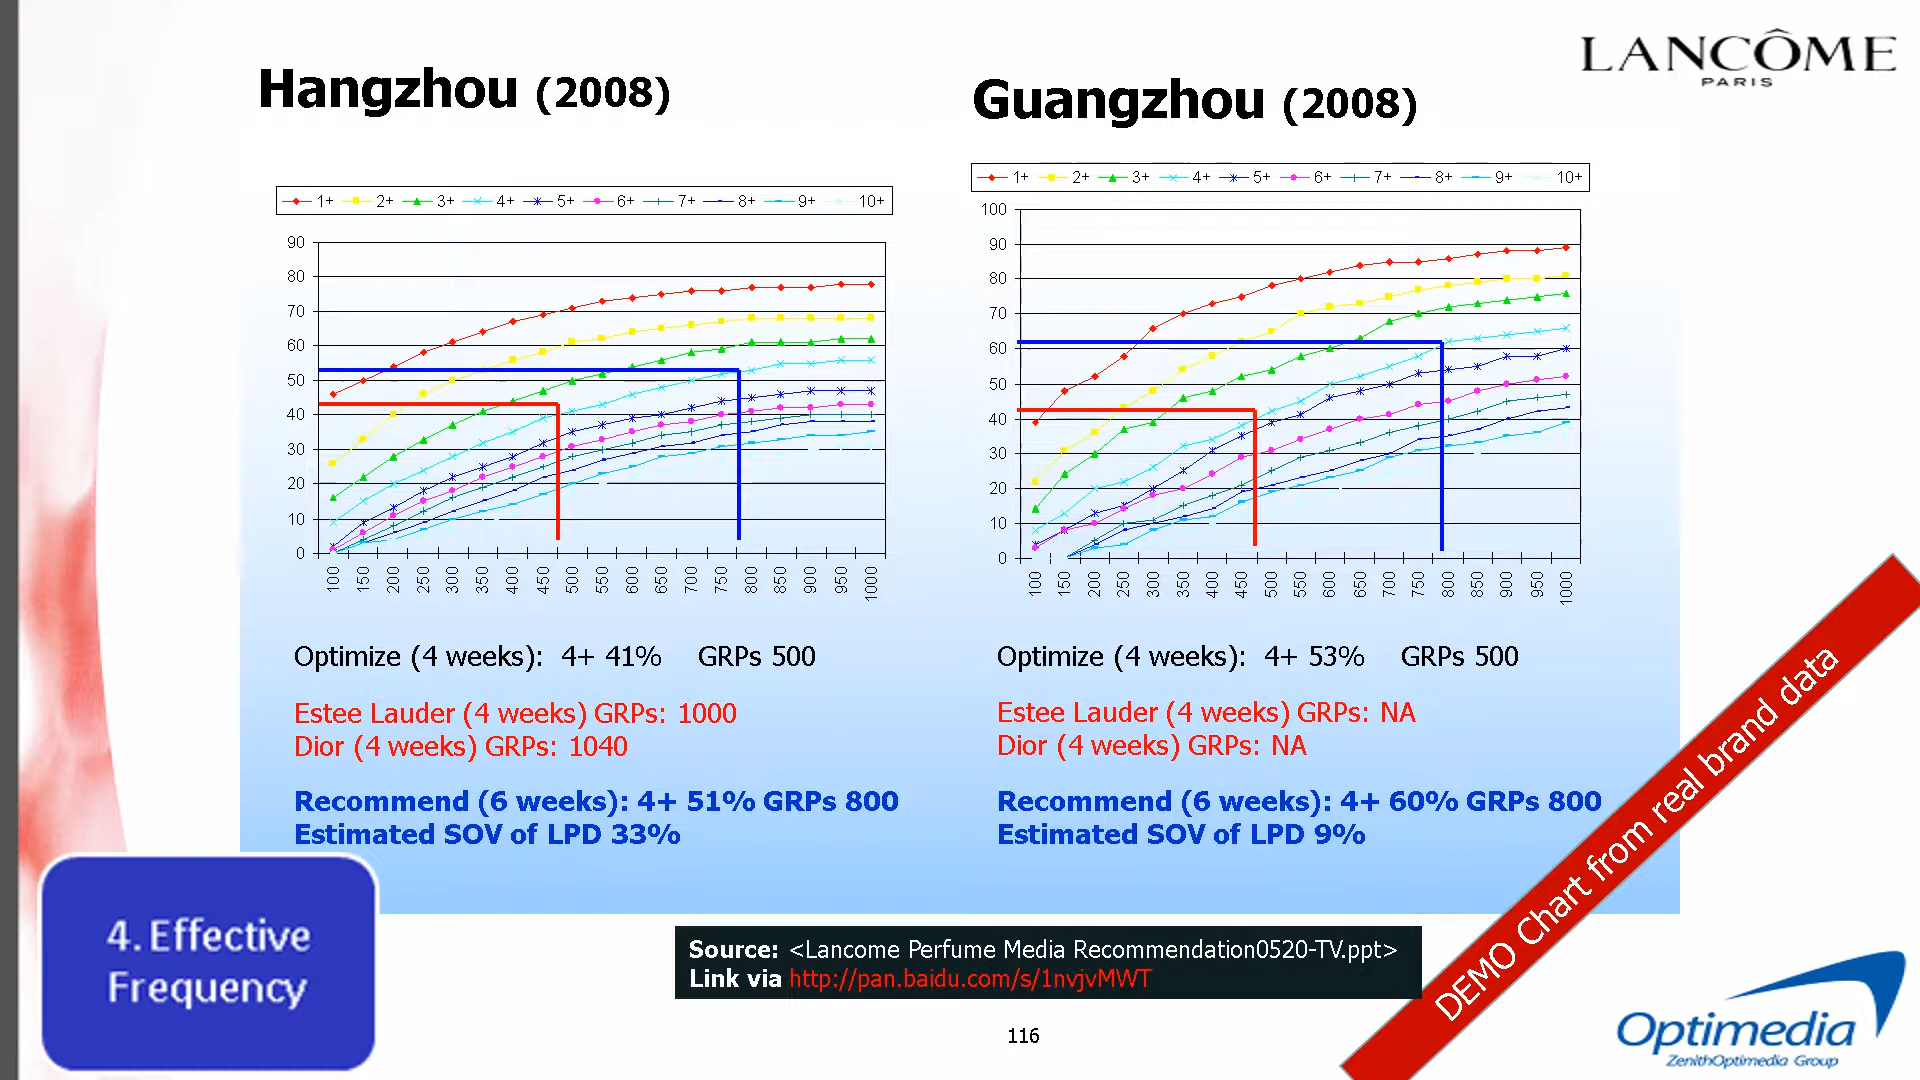 LANCÔME
PARIS
Hangzhou (2008)
Guangzhou (2008)
1+ 2+ 3+ 4+ 5+ 6+ 7+ 8+ 9+ 10+
90
80
70
60
50
40
30
20
10
0
100 150 200 250 300 350 400 450 500 550 600 650 700 750 800 850 900 950 1000
1+ 2+ 3+ 4+ 5+ 6+ 7+ 8+ 9+ 10+
100
90
80
70
60
50
40
30
20
10
0
100 150 200 250 300 350 400 450 500 550 600 650 700 750 800 850 900 950 1000
Optimize (4 weeks): 4+ 41% GRPs 500
Estee Lauder (4 weeks) GRPs: 1000
Dior (4 weeks) GRPs: 1040
Recommend (6 weeks): 4+ 51% GRPs 800
Estimated SOV of LPD 33%
Optimize (4 weeks): 4+ 53% GRPs 500
Estee Lauder (4 weeks) GRPs: NA
Dior (4 weeks) GRPs: NA
Recommend (6 weeks): 4+ 60% GRPs 800
Estimated SOV of LPD 9%
DEMO Chart from real brand data
4. Effective
Frequency
Source: <Lancome Perfume Media Recommendation0520-TV.ppt>
Link via http://pan.baidu.com/s/1nvjvMWT
116
Optimedia
ZenithOptimedia Group